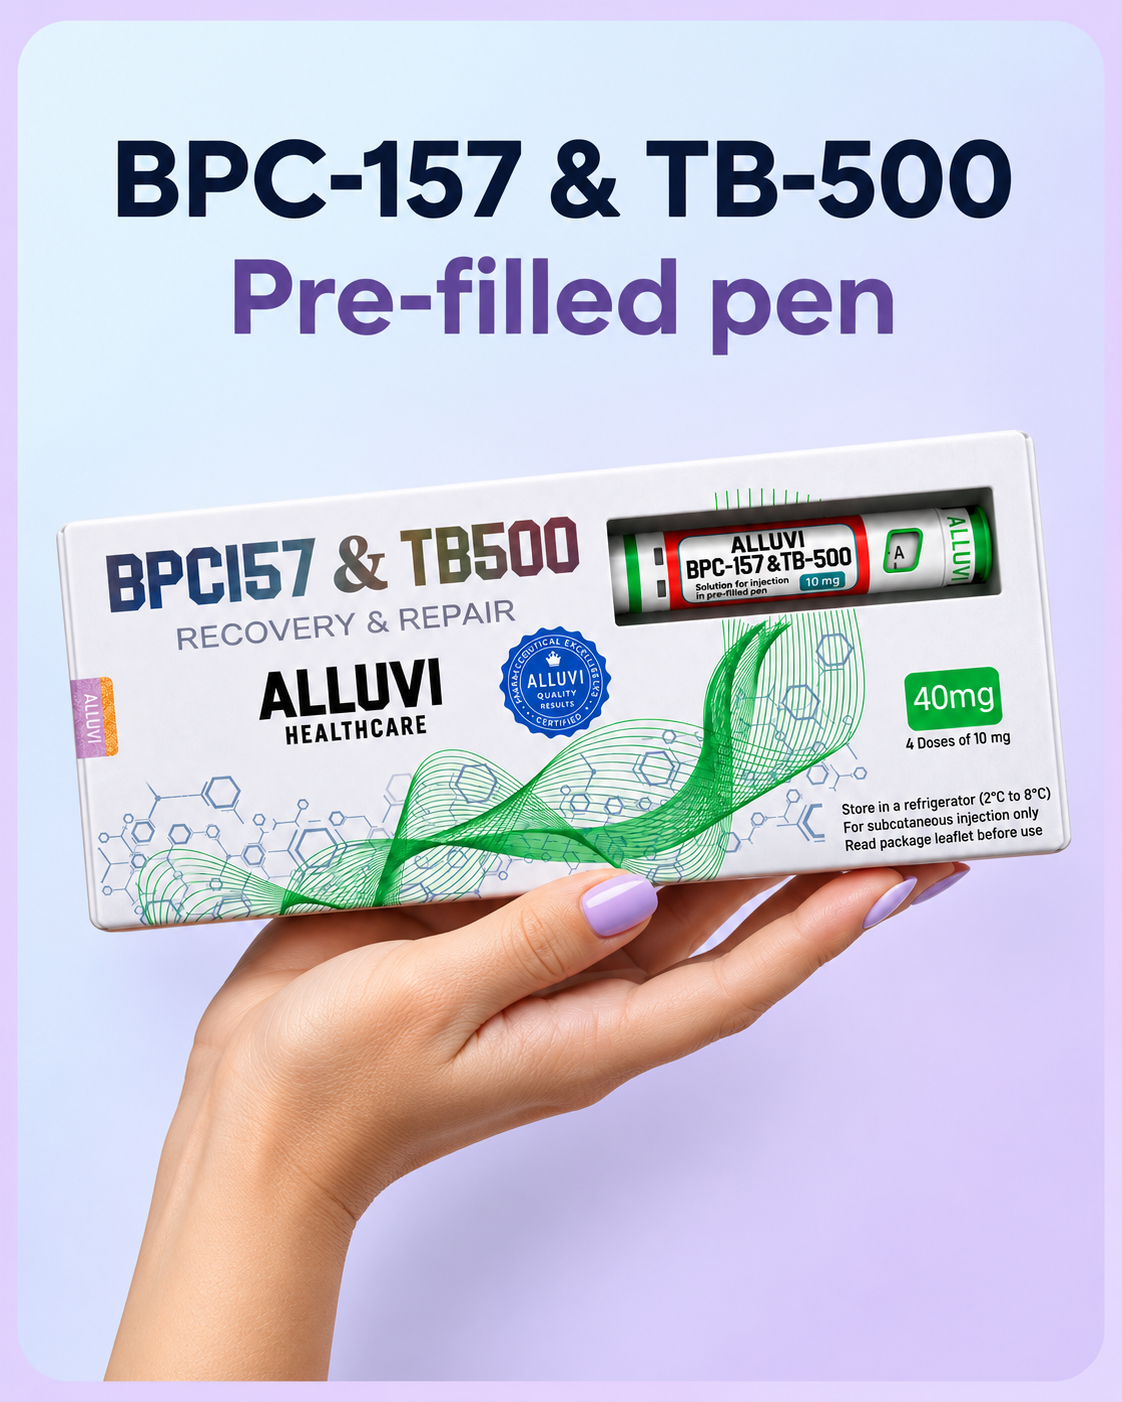 BPC-157 & TB-500
Pre-filled pen
BPC157 & TB500
RECOVERY & REPAIR
ALLUVI
HEALTHCARE
ALLUVI
QUALITY
RESULTS
CERTIFIED
ALLUVI
ALLUVI
BPC-157 & TB-500
Solution for injection
in pre-filled pen
10 mg
A
ALLUVI
40mg
4 Doses of 10 mg
Store in a refrigerator (2°C to 8°C)
For subcutaneous injection only
Read package leaflet before use